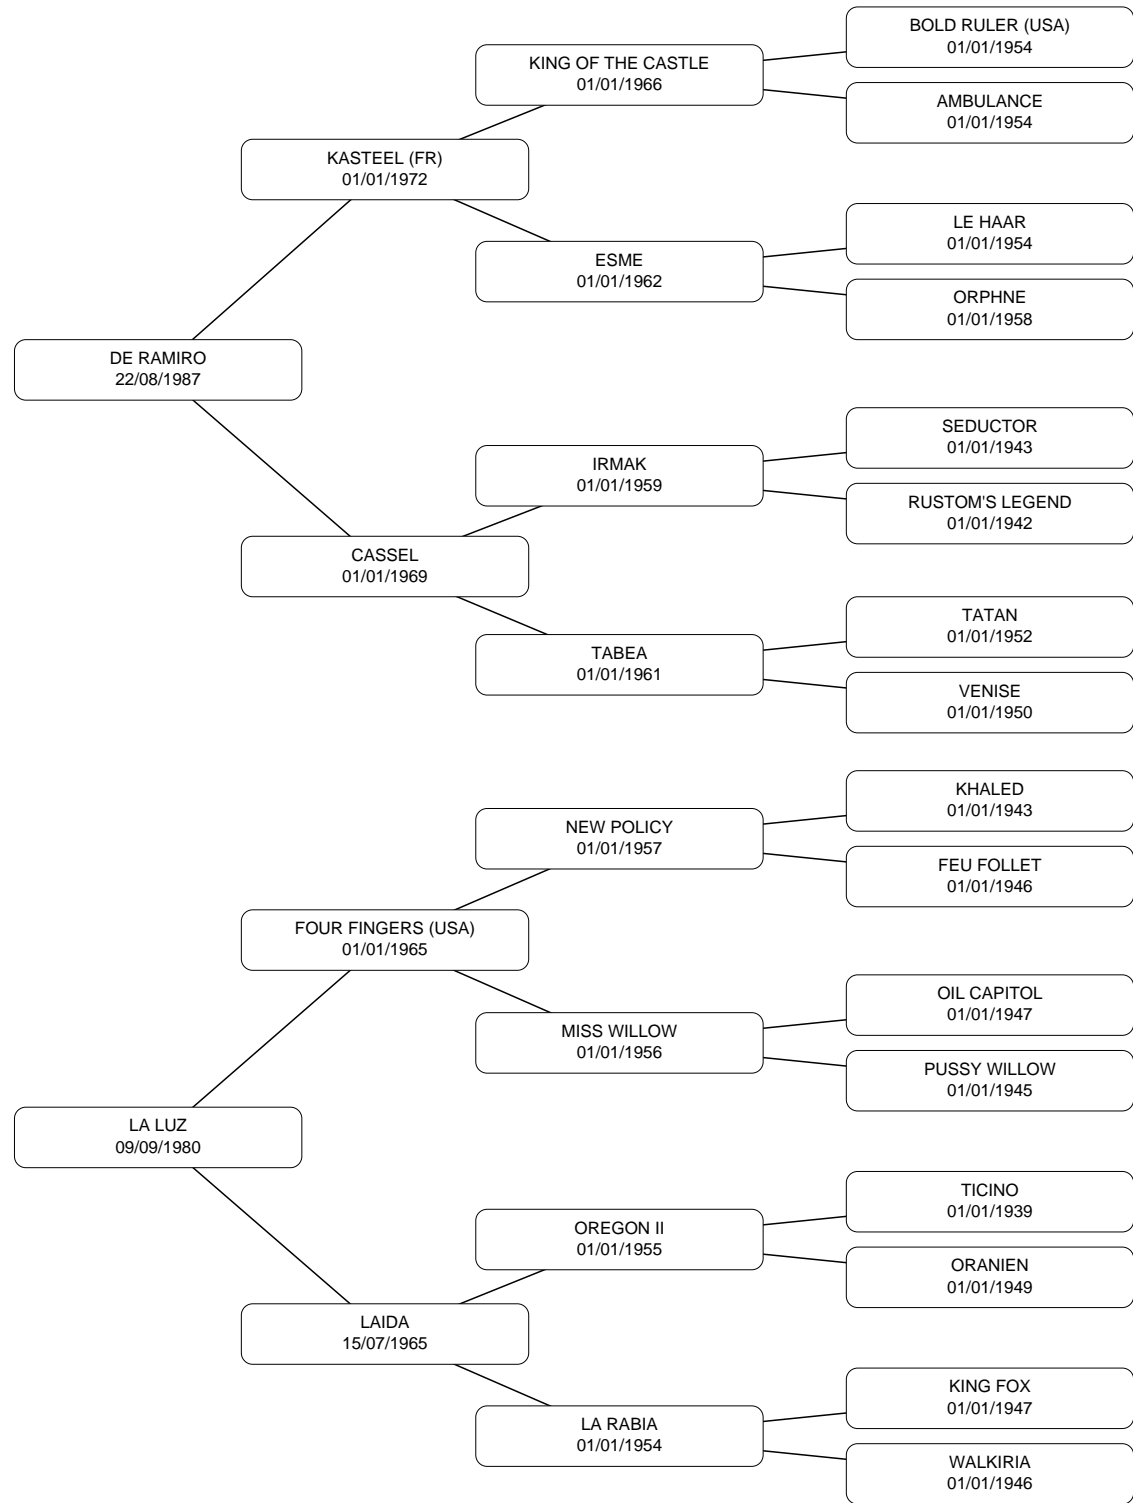 BOLD RULER (USA)
01/01/1954
KING OF THE CASTLE
01/01/1966
AMBULANCE
01/01/1954
KASTEEL (FR)
01/01/1972
LE HAAR
01/01/1954
ESME
01/01/1962
ORPHNE
01/01/1958
DE RAMIRO
22/08/1987
SEDUCTOR
01/01/1943
IRMAK
01/01/1959
RUSTOM'S LEGEND
01/01/1942
CASSEL
01/01/1969
TATAN
01/01/1952
TABEA
01/01/1961
VENISE
01/01/1950
KHALED
01/01/1943
NEW POLICY
01/01/1957
FEU FOLLET
01/01/1946
FOUR FINGERS (USA)
01/01/1965
OIL CAPITOL
01/01/1947
MISS WILLOW
01/01/1956
PUSSY WILLOW
01/01/1945
LA LUZ
09/09/1980
TICINO
01/01/1939
OREGON II
01/01/1955
ORANIEN
01/01/1949
LAIDA
15/07/1965
KING FOX
01/01/1947
LA RABIA
01/01/1954
WALKIRIA
01/01/1946